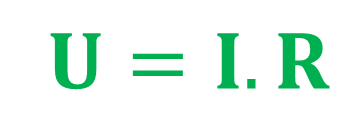 U = I. R